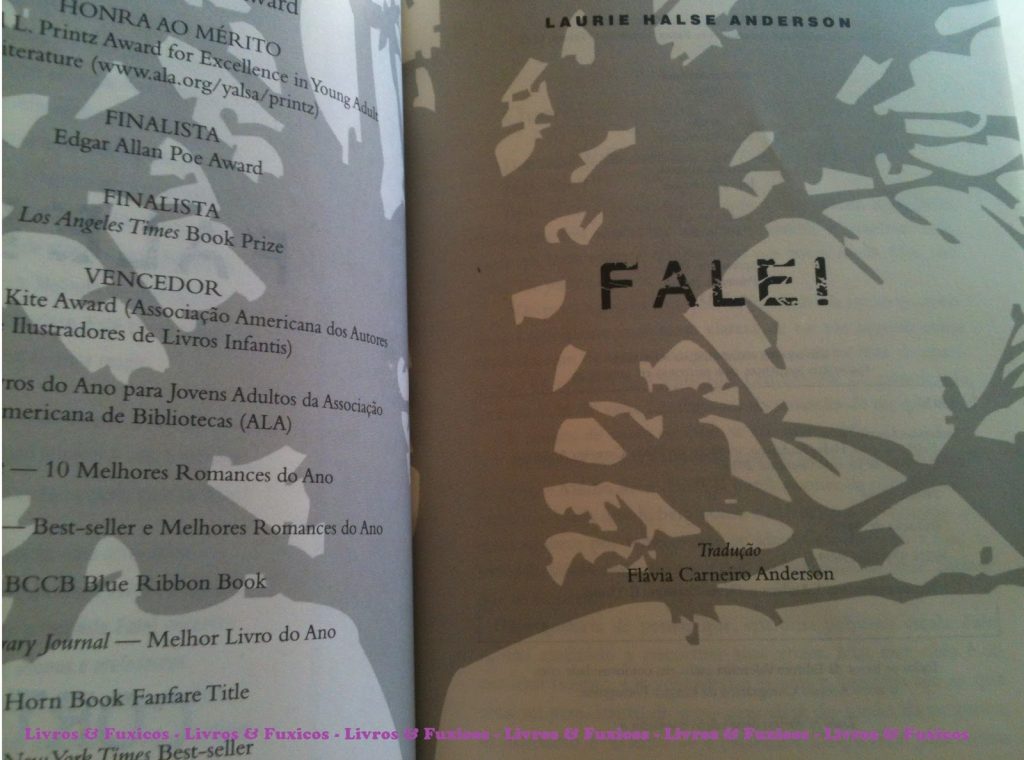 ward
HONRA AO MÉRITO
L. Printz Award for Excellence in Young Adult
iterature (www.ala.org/yalsa/printz)
FINALISTA
Edgar Allan Poe Award
FINALISTA
Los Angeles Times Book Prize
VENCEDOR
Kite Award (Associação Americana dos Autores
Ilustradores de Livros Infantis)
ros do Ano para Jovens Adultos da Associação
mericana de Bibliotecas (ALA)
— 10 Melhores Romances do Ano
— Best-seller e Melhores Romances do Ano
BCCB Blue Ribbon Book
rary Journal — Melhor Livro do Ano
Horn Book Fanfare Title
New York Times Best-seller
LAURIE HALSE ANDERSON
FALE!
Tradução
Flávia Carneiro Anderson
Livros & Fuxicos - Livros & Fuxicos - Livros & Fuxicos - Livros & Fuxicos - Livros & Fuxicos - Livros & Fuxicos